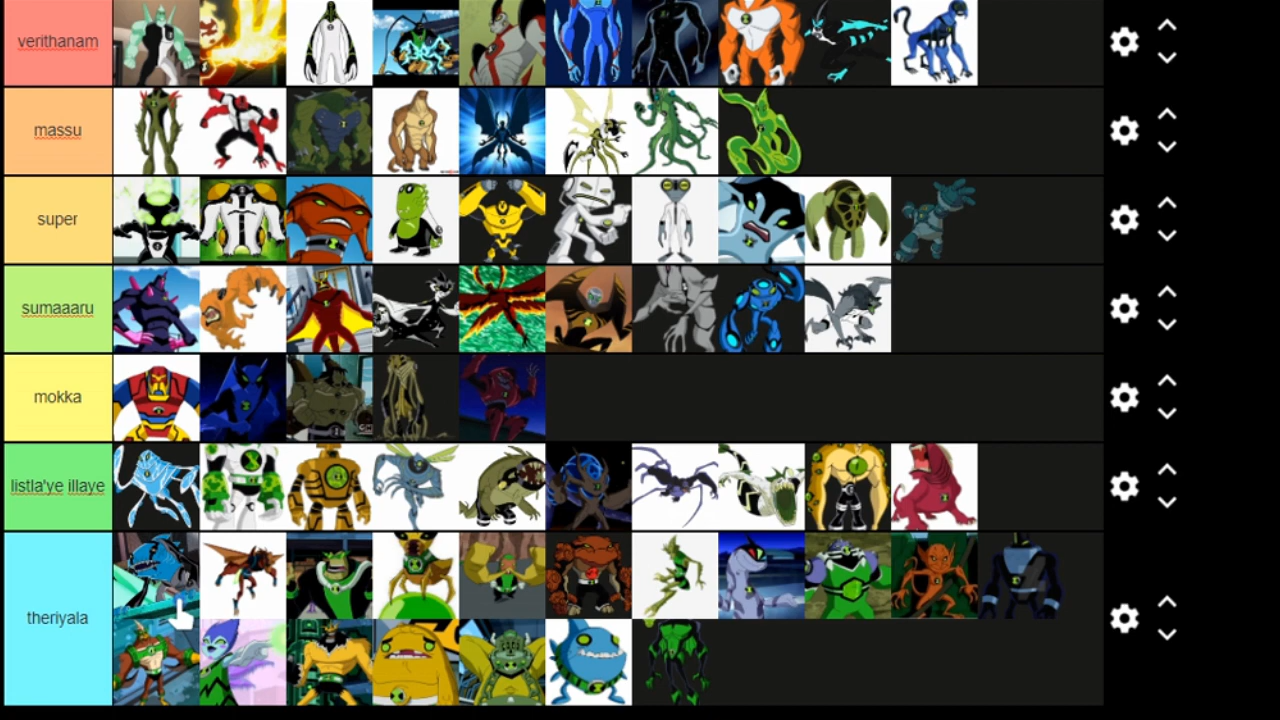 verithanam
massu
super
sumaaaru
mokka
listla'ye illaye
theriyala